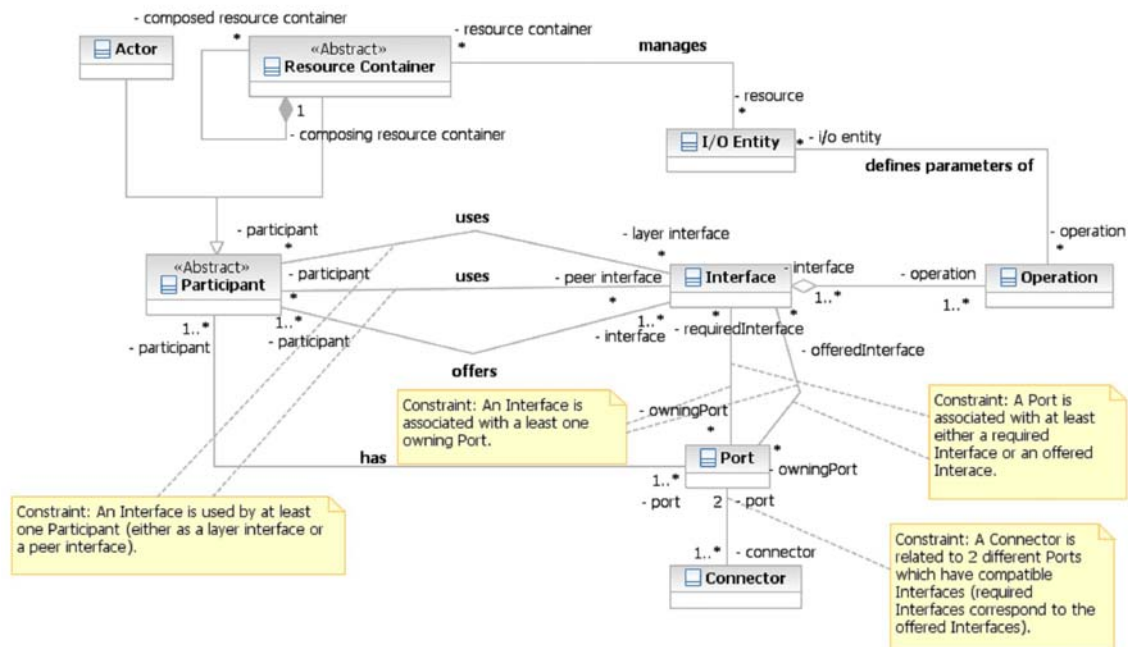 - composed resource container
Actor
*
«Abstract»
Resource Container
- resource container
*
manages
1
- composing resource container
- resource
*
I/O Entity
- i/o entity
*
defines parameters of
uses
- participant
*
- layer interface
*
- operation
*
«Abstract»
Participant
- participant
*
uses
- peer interface
*
Interface
- interface
1..*
- operation
1..*
Operation
1..*
- participant
1..*
- participant
1..*
- interface
*
- requiredInterface
*
- offeredInterface
offers
Constraint: An Interface is
associated with a least one
owning Port.
Constraint: A Port is
associated with at least
either a required
Interface or an offered
Interace.
- owningPort
*
has
Port
*
- owningPort
1..*
- port
2
- port
Constraint: An Interface is used by at least
one Participant (either as a layer interface or
a peer interface).
Constraint: A Connector is
related to 2 different Ports
which have compatible
Interfaces (required
Interfaces correspond to the
offered Interfaces).
1..*
- connector
Connector